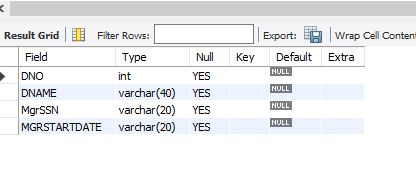 Result Grid Filter Rows: Export: Wrap Cell Conten
Field Type Null Key Default Extra
DNO int YES NULL
DNAME varchar(40) YES NULL
MgrSSN varchar(20) YES NULL
MGRSTARTDATE varchar(20) YES NULL